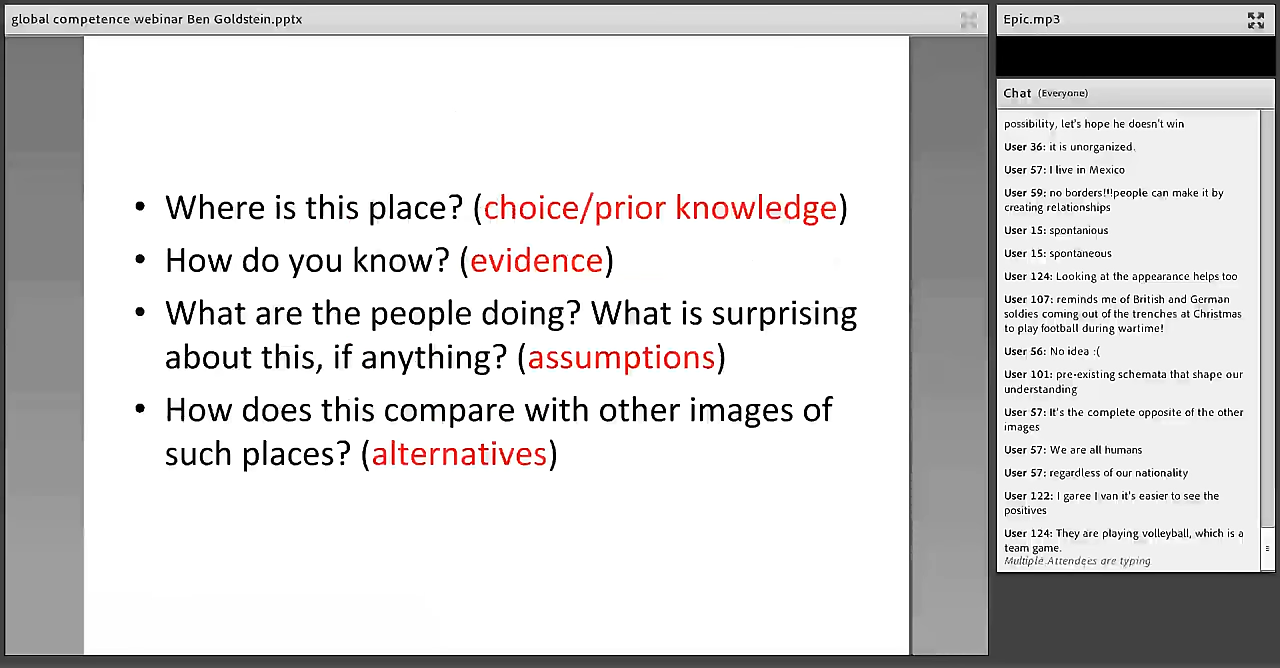 global competence webinar Ben Goldstein.pptx
• Where is this place? (choice/prior knowledge)
• How do you know? (evidence)
• What are the people doing? What is surprising
about this, if anything? (assumptions)
• How does this compare with other images of
such places? (alternatives)
Epic.mp3
Chat (Everyone)
possibility, let's hope he doesn't win
User 36: it is unorganized.
User 57: I live in Mexico
User 59: no borders!!!people can make it by
creating relationships
User 15: spontanious
User 15: spontaneous
User 124: Looking at the appearance helps too
User 107: reminds me of British and German
soldies coming out of the trenches at Christmas
to play football during wartime!
User 56: No idea :(
User 101: pre-existing schemata that shape our
understanding
User 57: It's the complete opposite of the other
images
User 57: We are all humans
User 57: regardless of our nationality
User 122: I garee Ivan it's easier to see the
positives
User 124: They are playing volleyball, which is a
team game.
Multiple Attendees are typing